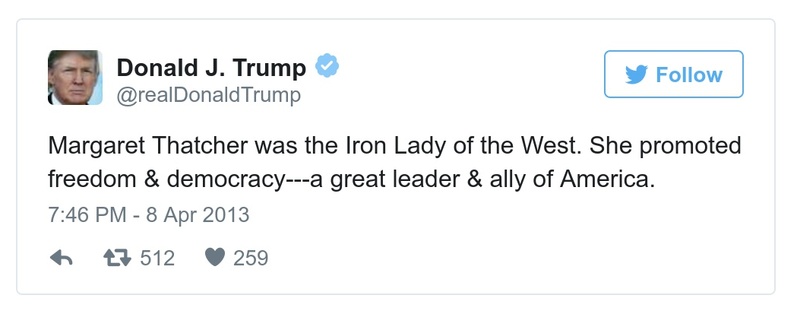 Donald J. Trump
Follow
@realDonaldTrump
Margaret Thatcher was the Iron Lady of the West. She promoted
freedom & democracy---a great leader & ally of America.
7:46 PM - 8 Apr 2013
512 259